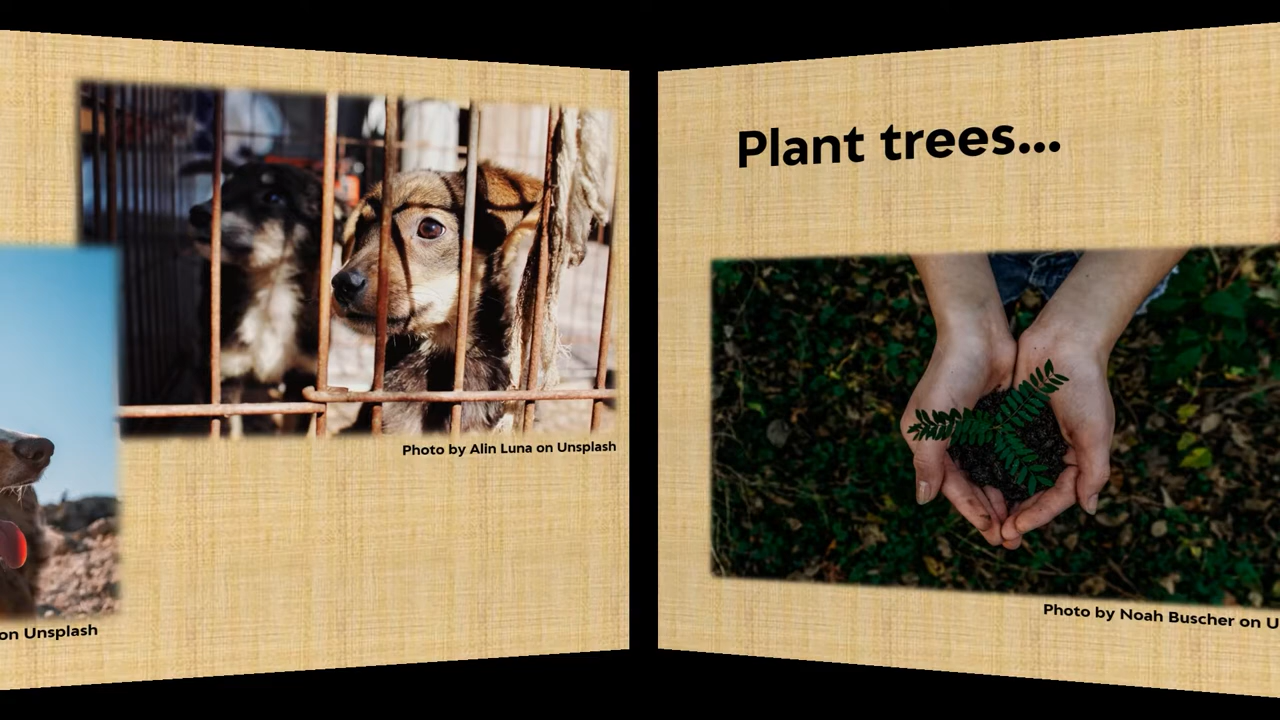 Photo by Alin Luna on Unsplash
on Unsplash
Plant trees...
Photo by Noah Buscher on U